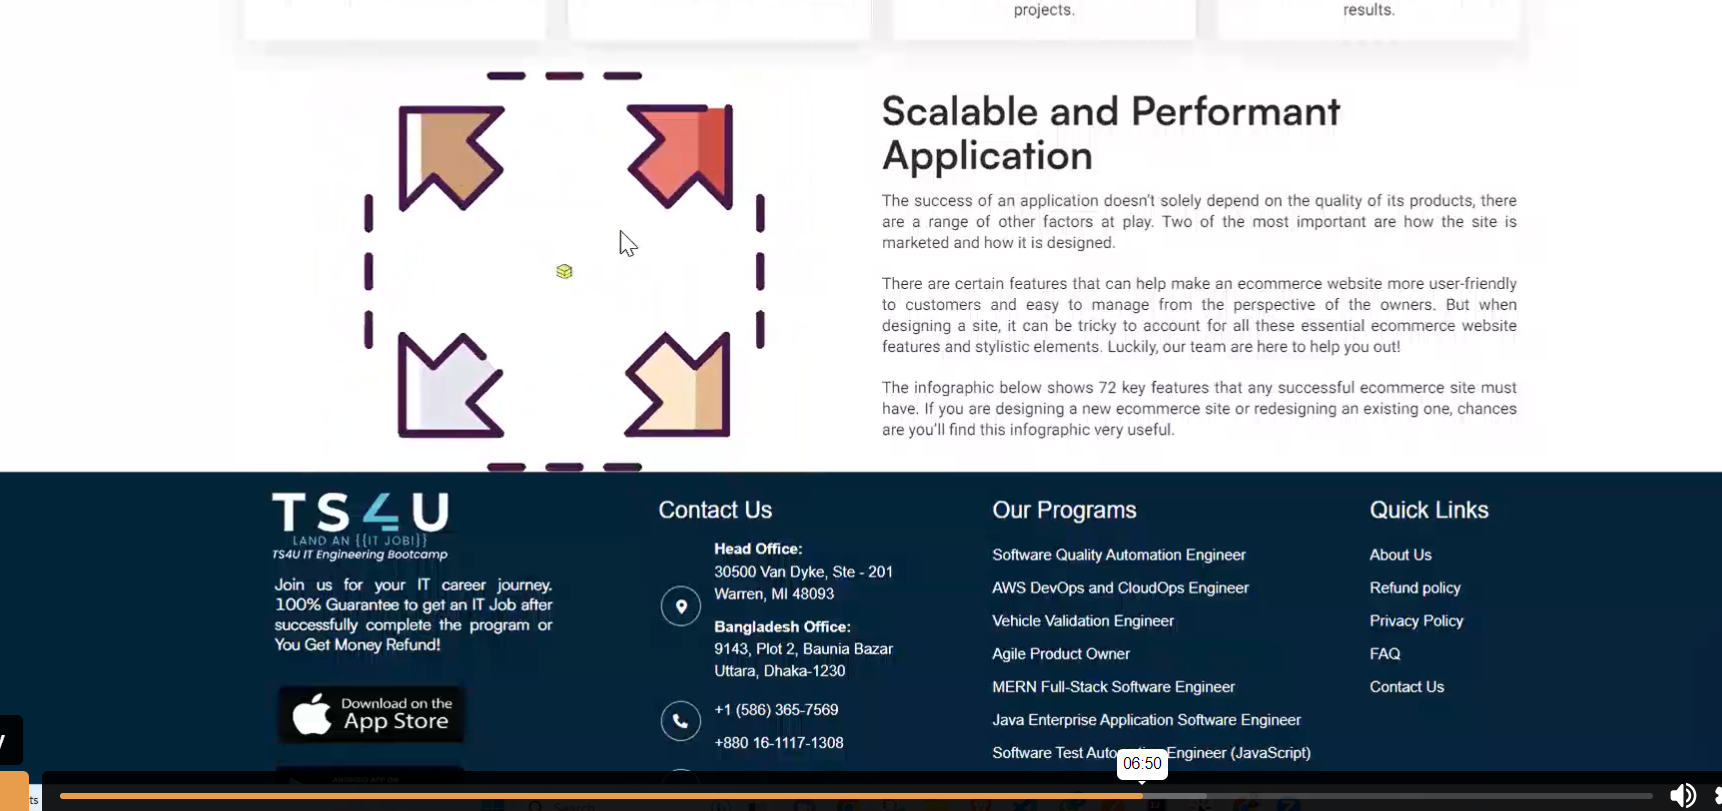 projects.
results.
Scalable and Performant
Application
The success of an application doesn't solely depend on the quality of its products, there
are a range of other factors at play. Two of the most important are how the site is
marketed and how it is designed.
There are certain features that can help make an ecommerce website more user-friendly
to customers and easy to manage from the perspective of the owners. But when
designing a site, it can be tricky to account for all these essential ecommerce website
features and stylistic elements. Luckily, our team are here to help you out!
The infographic below shows 72 key features that any successful ecommerce site must
have. If you are designing a new ecommerce site or redesigning an existing one, chances
are you'll find this infographic very useful.
TS4U
LAND AN {{IT JOB!}}
TS4U IT Engineering Bootcamp
Join us for your IT career journey.
100% Guarantee to get an IT Job after
successfully complete the program or
You Get Money Refund!
Download on the
App Store
Contact Us
Head Office:
30500 Van Dyke, Ste - 201
Warren, MI 48093
Bangladesh Office:
9143, Plot 2, Baunia Bazar
Uttara, Dhaka-1230
+1 (586) 365-7569
+880 16-1117-1308
Our Programs
Software Quality Automation Engineer
AWS DevOps and CloudOps Engineer
Vehicle Validation Engineer
Agile Product Owner
MERN Full-Stack Software Engineer
Java Enterprise Application Software Engineer
Software Test Engineer (JavaScript)
Quick Links
About Us
Refund policy
Privacy Policy
FAQ
Contact Us
06:50
Search